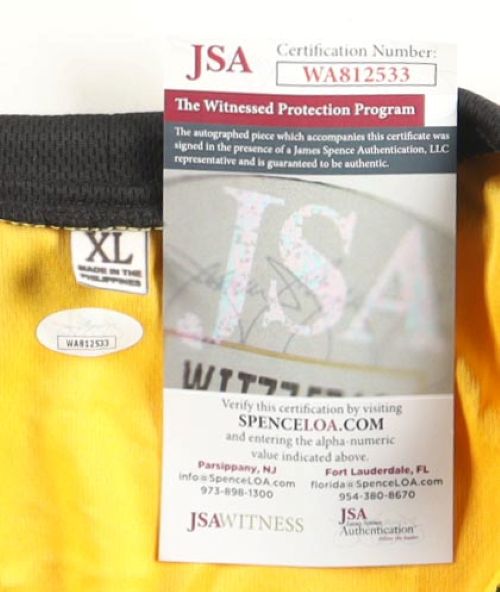 JSA
Certification Number:
WA812533
The Witnessed Protection Program
The autographed piece which accompanies this certificate was
signed in the presence of a James Spence Authentication, LLC
representative and is guaranteed to be authentic.
JSA
XL
MADE IN THE
PHILIPPINES
WA812533
Verify this certification by visiting
SPENCELOA.COM
and entering the alpha-numeric
value indicated above.
Parsippany, NJ
info@SpenceLOA.com
973-898-1300
Fort Lauderdale, FL
florida@SpenceLOA.com
954-380-8670
JSAWITNESS
JSA
James Spence
Authentication